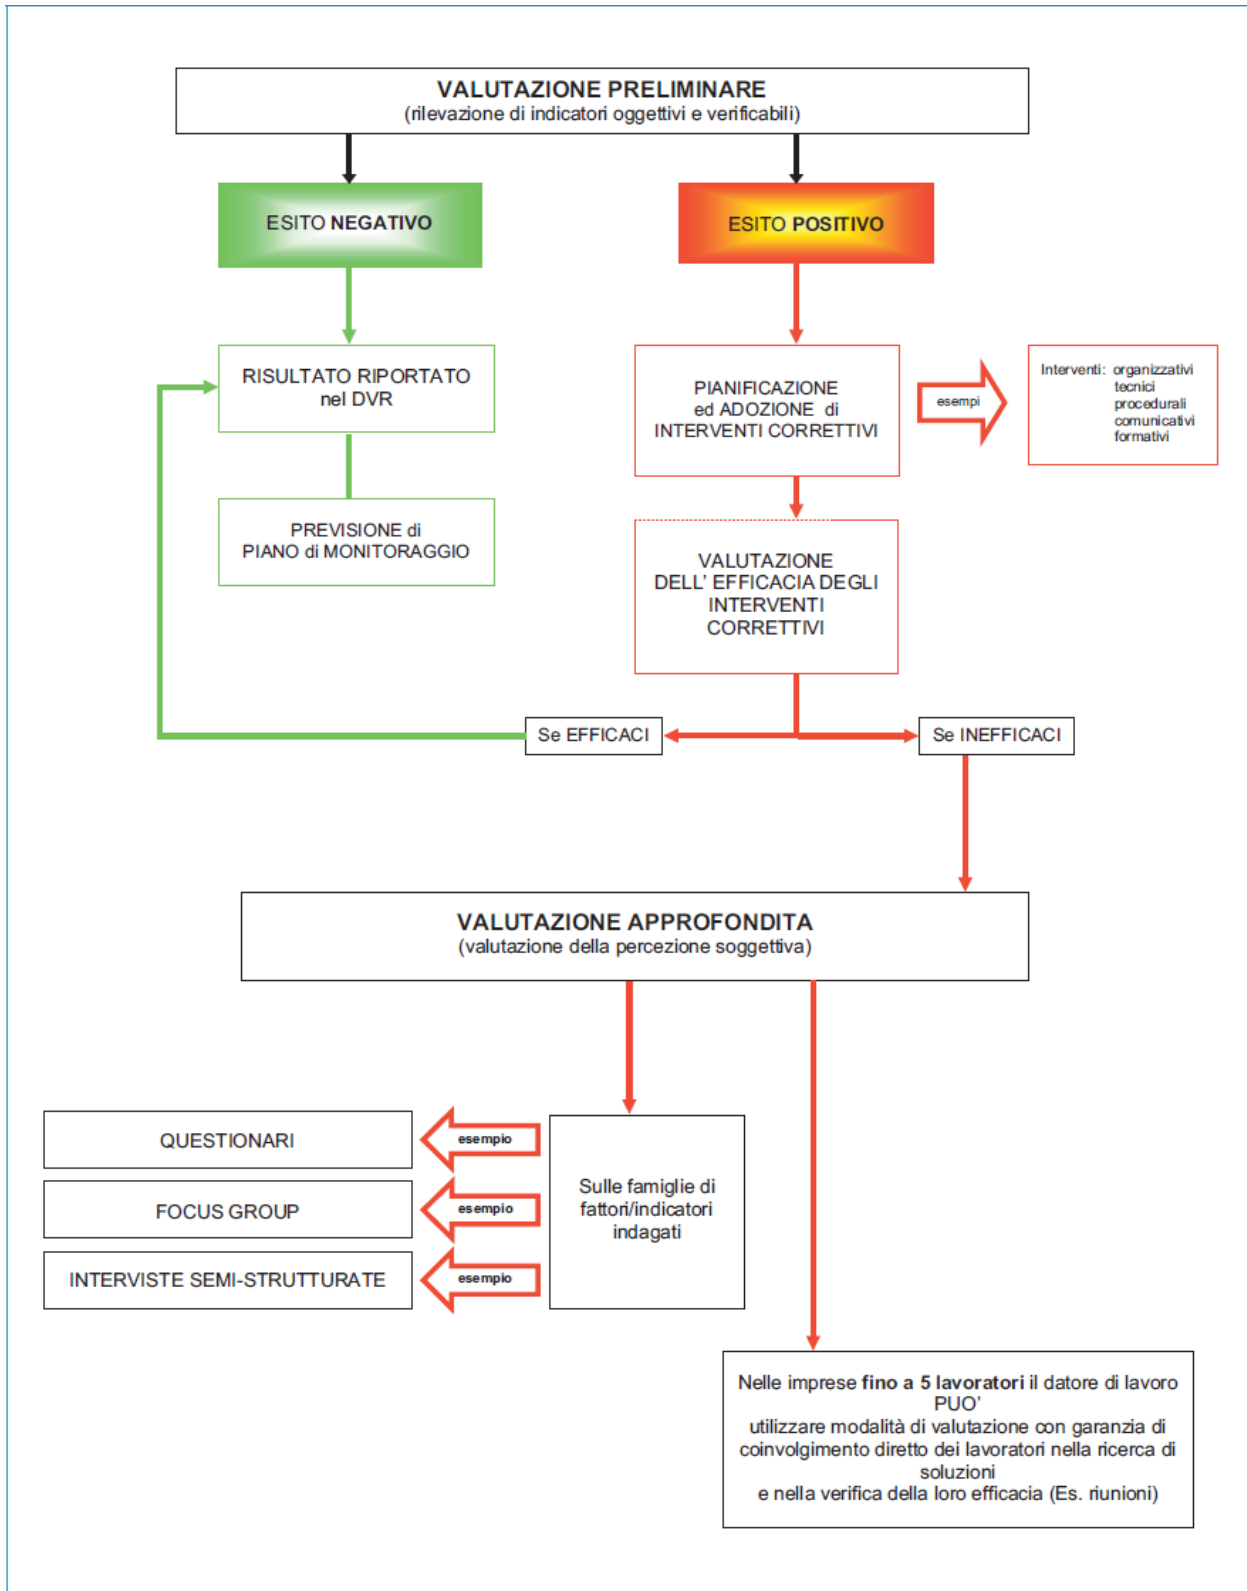 VALUTAZIONE PRELIMINARE
(rilevazione di indicatori oggettivi e verificabili)
ESITO NEGATIVO
ESITO POSITIVO
RISULTATO RIPORTATO
nel DVR
PIANIFICAZIONE
ed ADOZIONE di
INTERVENTI CORRETTIVI
esempi
Interventi: organizzativi
tecnici
procedurali
comunicativi
formativi
PREVISIONE di
PIANO di MONITORAGGIO
VALUTAZIONE
DELL' EFFICACIA DEGLI
INTERVENTI
CORRETTIVI
Se EFFICACI
Se INEFFICACI
VALUTAZIONE APPROFONDITA
(valutazione della percezione soggettiva)
QUESTIONARI
esempio
FOCUS GROUP
esempio
INTERVISTE SEMI-STRUTTURATE
esempio
Sulle famiglie di
fattori/indicatori
indagati
Nelle imprese fino a 5 lavoratori il datore di lavoro
PUO'
utilizzare modalità di valutazione con garanzia di
coinvolgimento diretto dei lavoratori nella ricerca di
soluzioni
e nella verifica della loro efficacia (Es. riunioni)